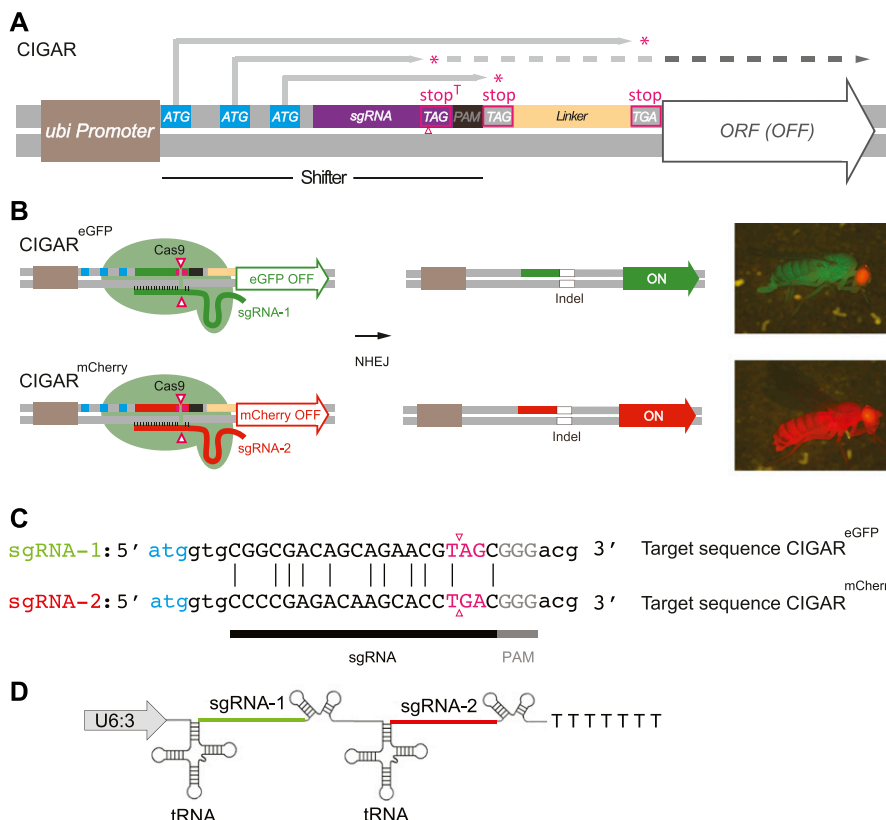 A
CIGAR
* * *
stop T stop stop
ubi Promoter ATG ATG ATG sgRNA TAG PAM TAG Linker TGA ORF (OFF)
Shifter
B
CIGAR eGFP
Cas9
eGFP OFF
sgRNA-1
ON
Indel
NHEJ
CIGAR mCherry
Cas9
mCherry OFF
sgRNA-2
ON
Indel
C
sgRNA-1: 5′ atggtgCGGCGACAGCAGAACGTAGCGGGacg 3′ Target sequence CIGAR eGFP
sgRNA-2: 5′ atggtgCCCCGAGACAAGCACCTGACGGGacg 3′ Target sequence CIGAR mCherry
sgRNA PAM
D
U6:3 sgRNA-1 sgRNA-2 T T T T T T T
tRNA tRNA